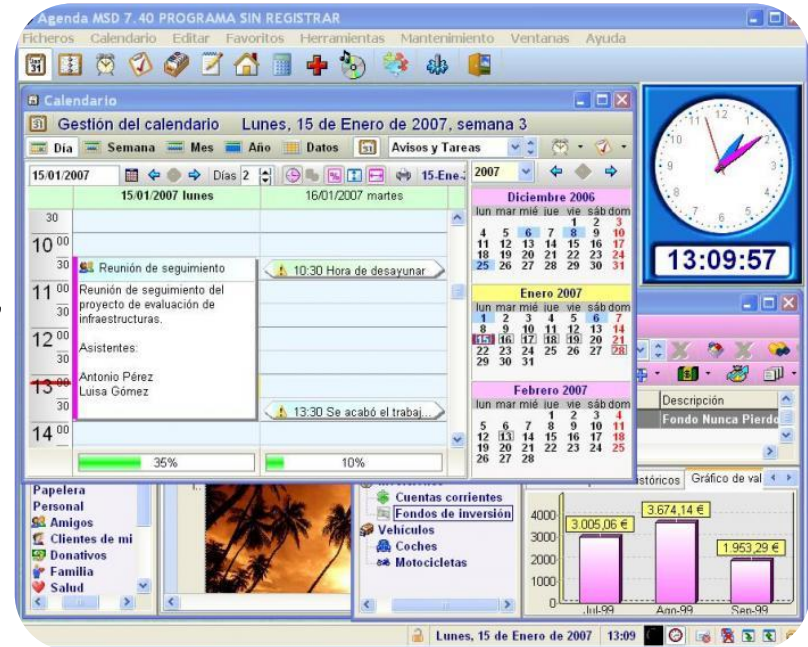 Agenda MSD 7.40 PROGRAMA SIN REGISTRAR
Ficheros Calendario Editar Favoritos Herramientas Mantenimiento Ventanas Ayuda
Calendario
Gestión del calendario Lunes, 15 de Enero de 2007, semana 3
Día Semana Mes Año Datos Avisos y Tareas
15/01/2007 Días 2 15-Ene- 2007
15/01/2007 lunes 16/01/2007 martes
30
10 00
30
11 00
30
12 00
30
13 00
30
14 00
Reunión de seguimiento
Reunión de seguimiento del
proyecto de evaluación de
infraestructuras.
Asistentes:
Antonio Pérez
Luisa Gómez
10:30 Hora de desayunar
13:30 Se acabó el trabaj...
35% 10%
Diciembre 2006
lun mar mié jue vie sáb dom
1 2 3
4 5 6 7 8 9 10
11 12 13 14 15 16 17
18 19 20 21 22 23 24
25 26 27 28 29 30 31
Enero 2007
lun mar mié jue vie sáb dom
1 2 3 4 5 6 7
8 9 10 11 12 13 14
15 16 17 18 19 20 21
22 23 24 25 26 27 28
29 30 31
Febrero 2007
lun mar mié jue vie sáb dom
1 2 3 4
5 6 7 8 9 10 11
12 13 14 15 16 17 18
19 20 21 22 23 24 25
26 27 28
13:09:57
Descripción
Fondo Nunca Pierdo
Papelera
Personal
Amigos
Clientes de mi
Donativos
Familia
Salud
Cuentas corrientes
Fondos de inversión
Vehículos
Coches
Motocicletas
Gráfico de val
4000
3000
2000
1000
0
3.005,06 €
3.674,14 €
1.953,29 €
Jul-99 Ago-99 Sep-99
Lunes, 15 de Enero de 2007 13:09